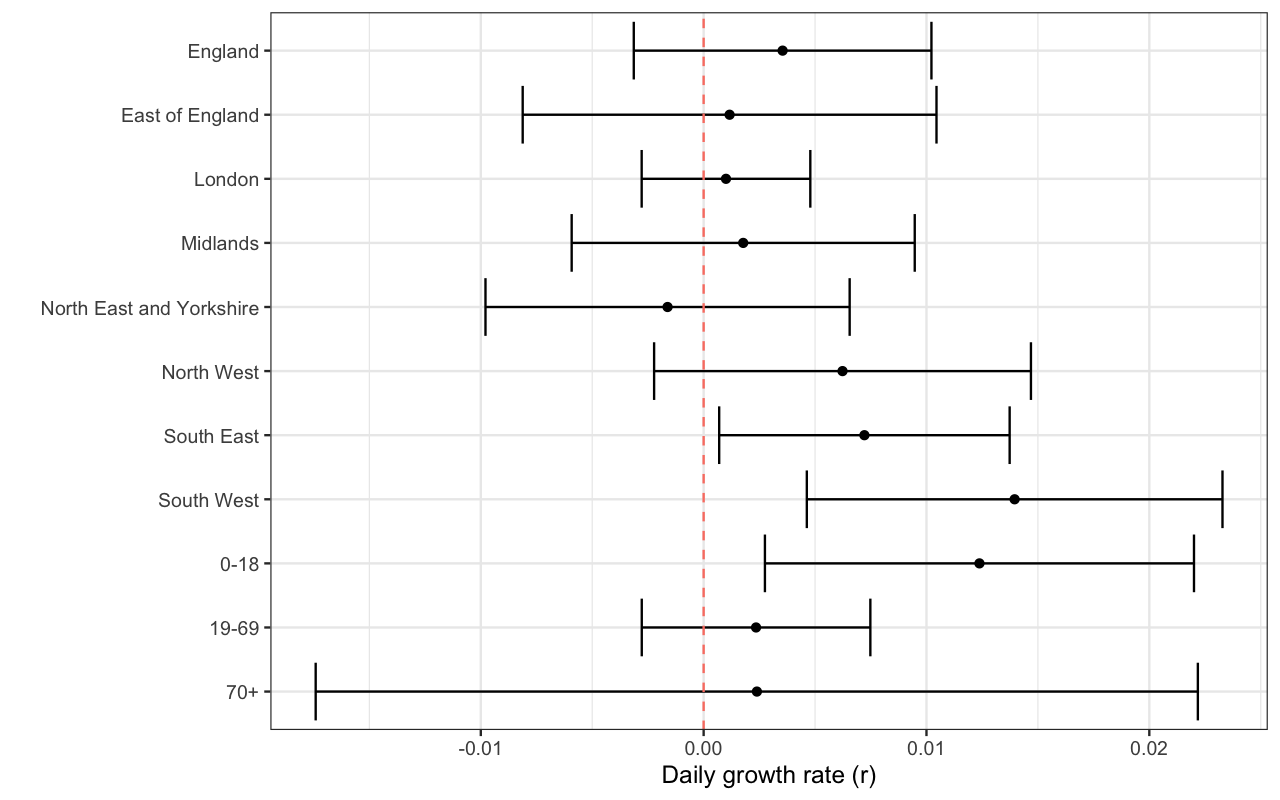 England
East of England
London
Midlands
North East and Yorkshire
North West
South East
South West
0-18
19-69
70+
-0.01 0.00 0.01 0.02
Daily growth rate (r)